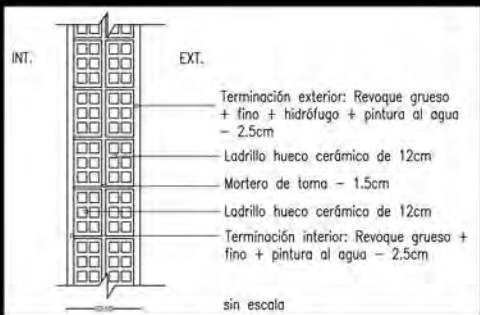 INT.
EXT.
Terminación exterior: Revoque grueso
+ fino + hidrófugo + pintura al agua
- 2.5cm
Ladrillo hueco cerámico de 12cm
Mortero de toma - 1.5cm
Ladrillo hueco cerámico de 12cm
Terminación interior: Revoque grueso +
fino + pintura al agua - 2.5cm
sin escala